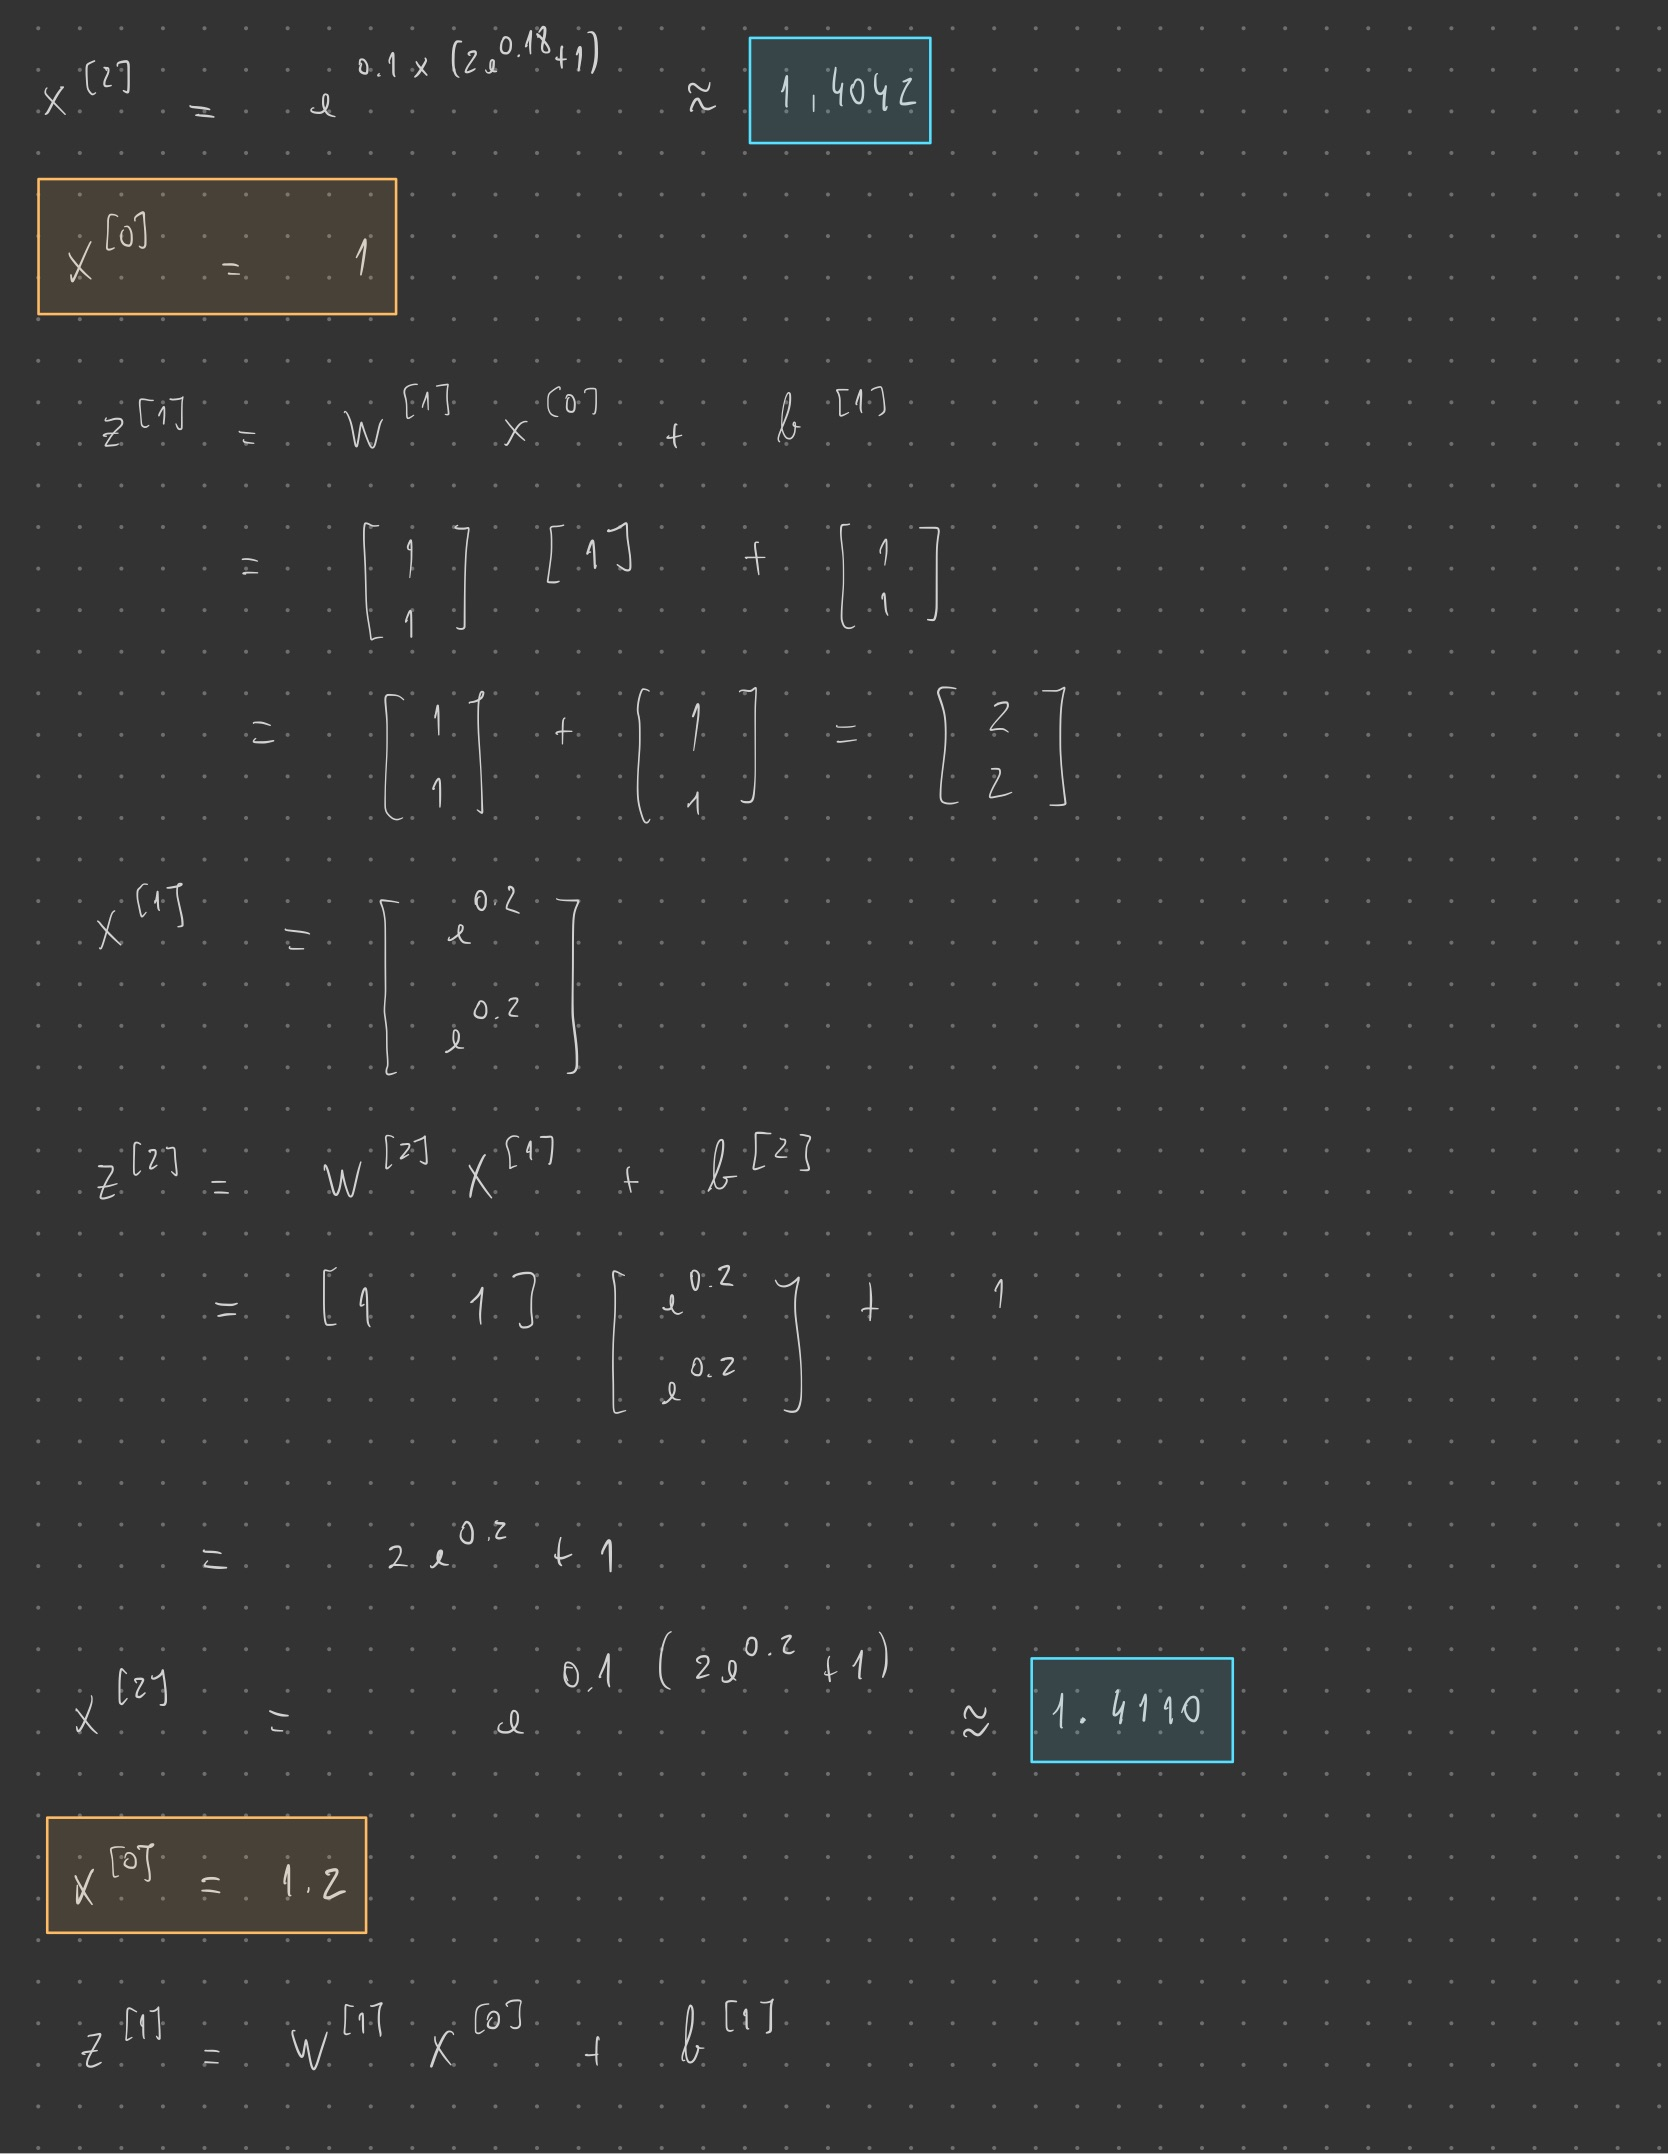 x^[2] = e^(0.1 × (2e^0.18 + 1)) ≈ 1,4042
x^[0] = 1
z^[1] = W^[1] x^[0] + b^[1]
= [1; 1] [1] + [1; 1]
= [1; 1] + [1; 1] = [2; 2]
x^[1] = [e^0.2; e^0.2]
z^[2] = W^[2] x^[1] + b^[2]
= [1 1] [e^0.2; e^0.2] + 1
= 2e^0.2 + 1
x^[2] = e^(0.1 (2e^0.2 + 1)) ≈ 1.4110
x^[0] = 1.2
z^[1] = W^[1] x^[0] + b^[1]